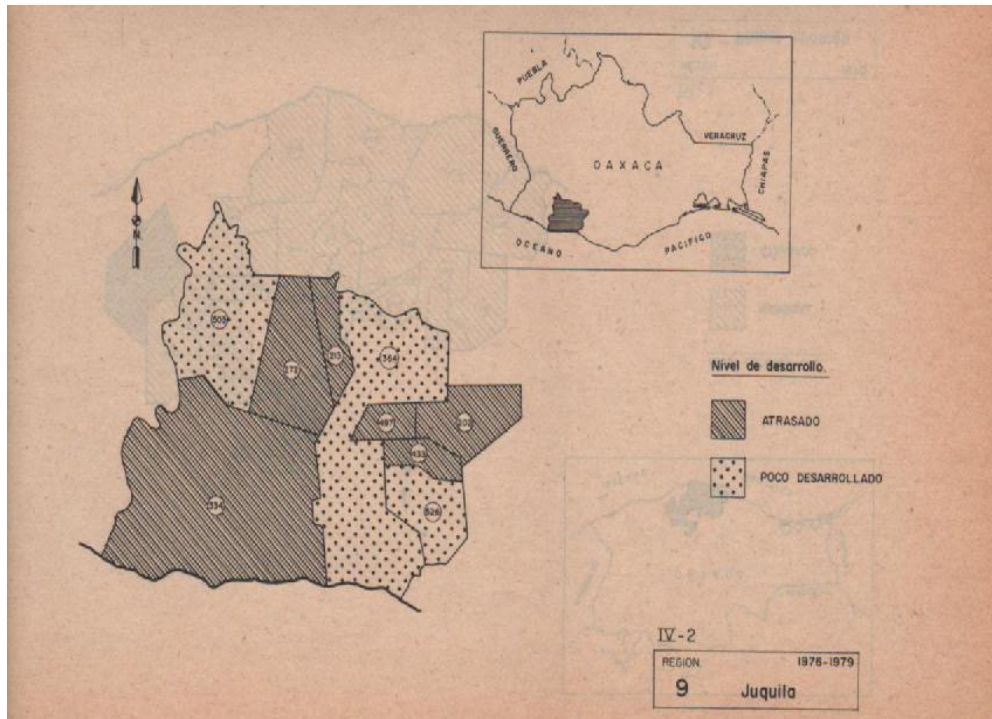 PUEBLA
GUERRERO
VERACRUZ
OAXACA
CHIAPAS
OCEANO
PACIFICO
N
364
334
526
Nivel de desarrollo.
ATRASADO
POCO DESARROLLADO
IV-2
REGION. 1976-1979
9 Juquila